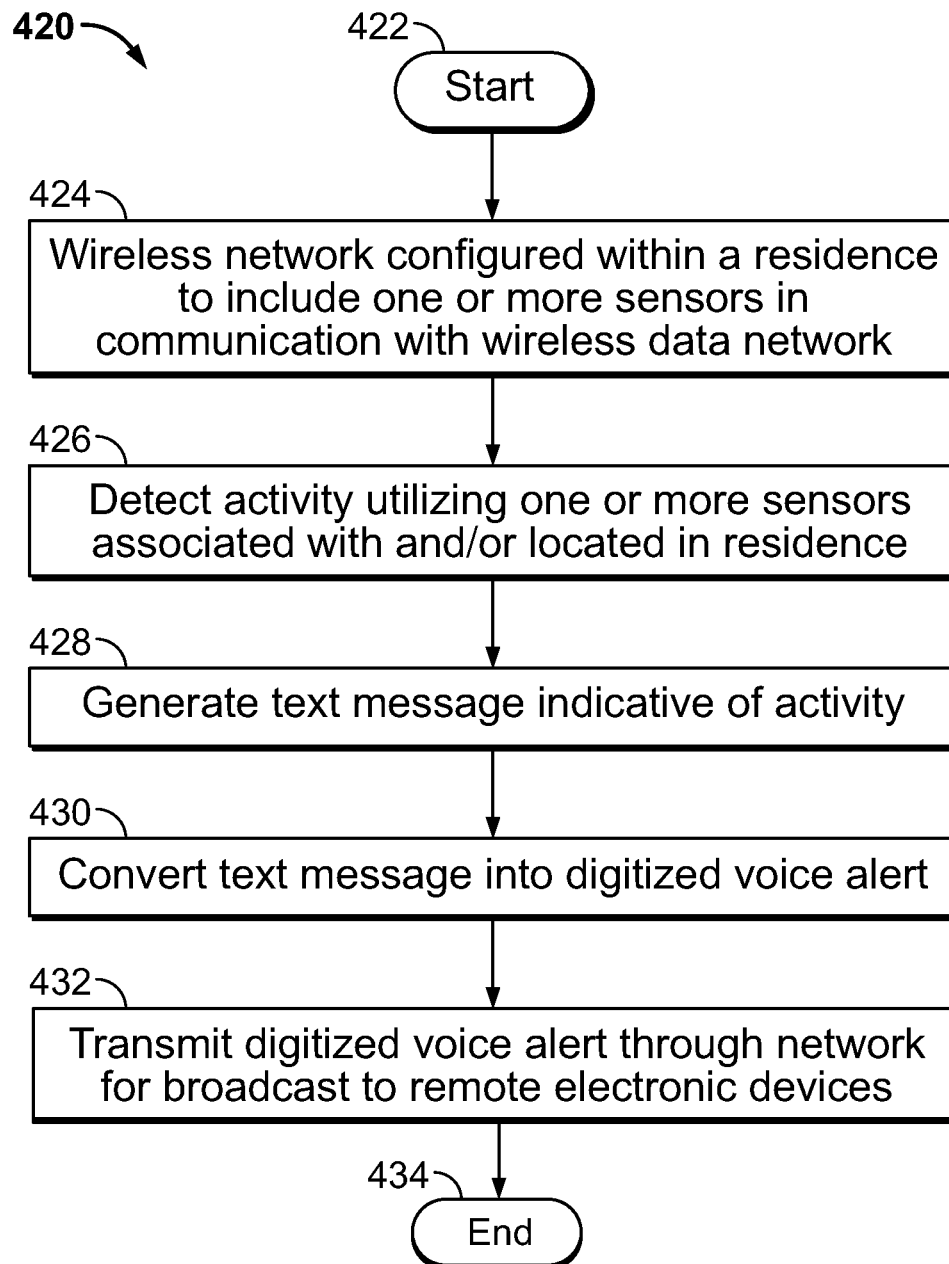 420
422
Start
424
Wireless network configured within a residence
to include one or more sensors in
communication with wireless data network
426
Detect activity utilizing one or more sensors
associated with and/or located in residence
428
Generate text message indicative of activity
430
Convert text message into digitized voice alert
432
Transmit digitized voice alert through network
for broadcast to remote electronic devices
434
End